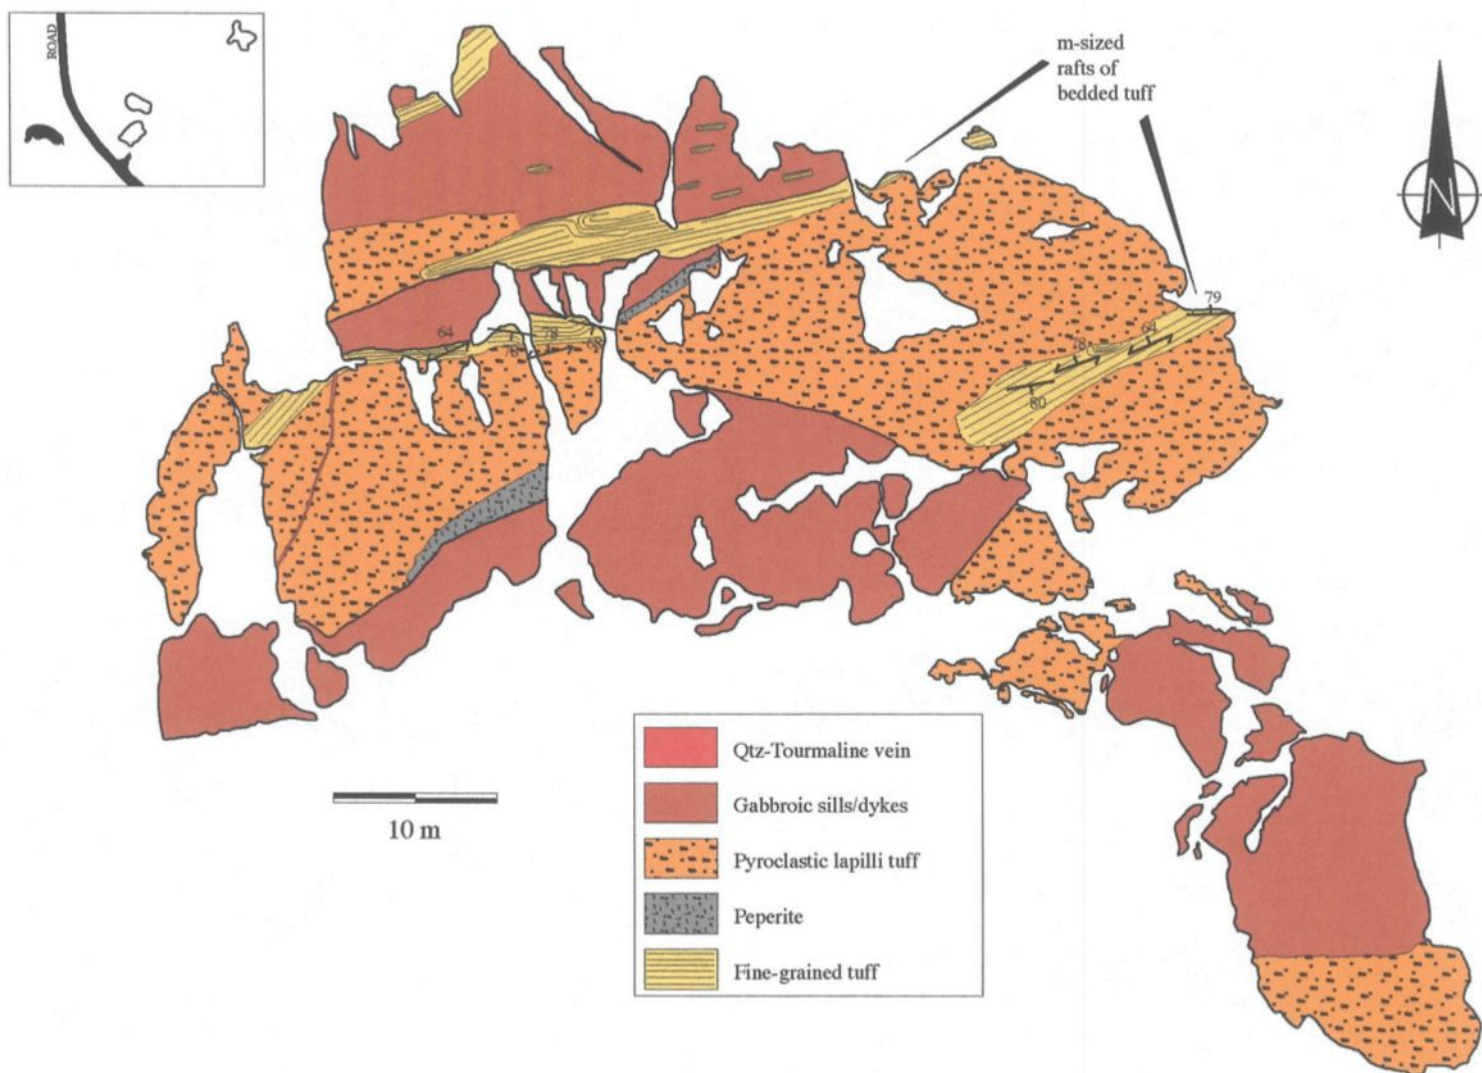 ROAD
m-sized
rafts of
bedded tuff
N
79
64
78
64
78
78
68
80
Qtz-Tourmaline vein
Gabbroic sills/dykes
10 m
Pyroclastic lapilli tuff
Peperite
Fine-grained tuff